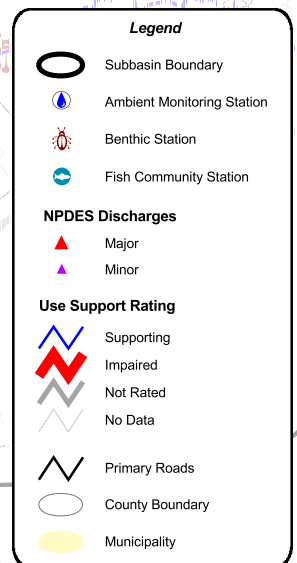 Legend
Subbasin Boundary
Ambient Monitoring Station
Benthic Station
Fish Community Station
NPDES Discharges
Major
Minor
Use Support Rating
Supporting
Impaired
Not Rated
No Data
Primary Roads
County Boundary
Municipality